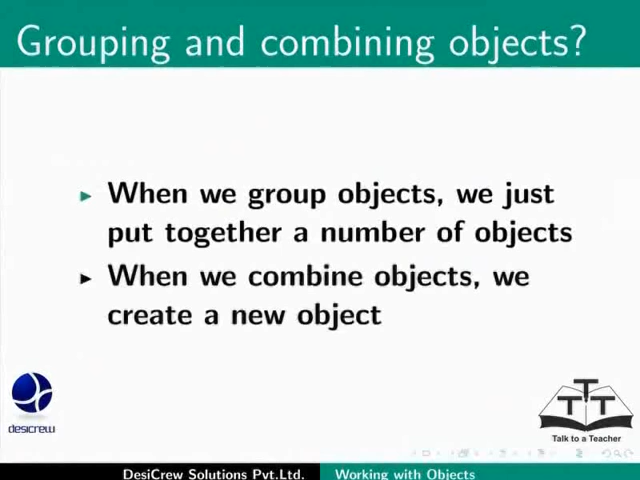 Grouping and combining objects?
When we group objects, we just
put together a number of objects
When we combine objects, we
create a new object
desicrew
TTT
Talk to a Teacher
DesiCrew Solutions Pvt.Ltd. Working with Objects